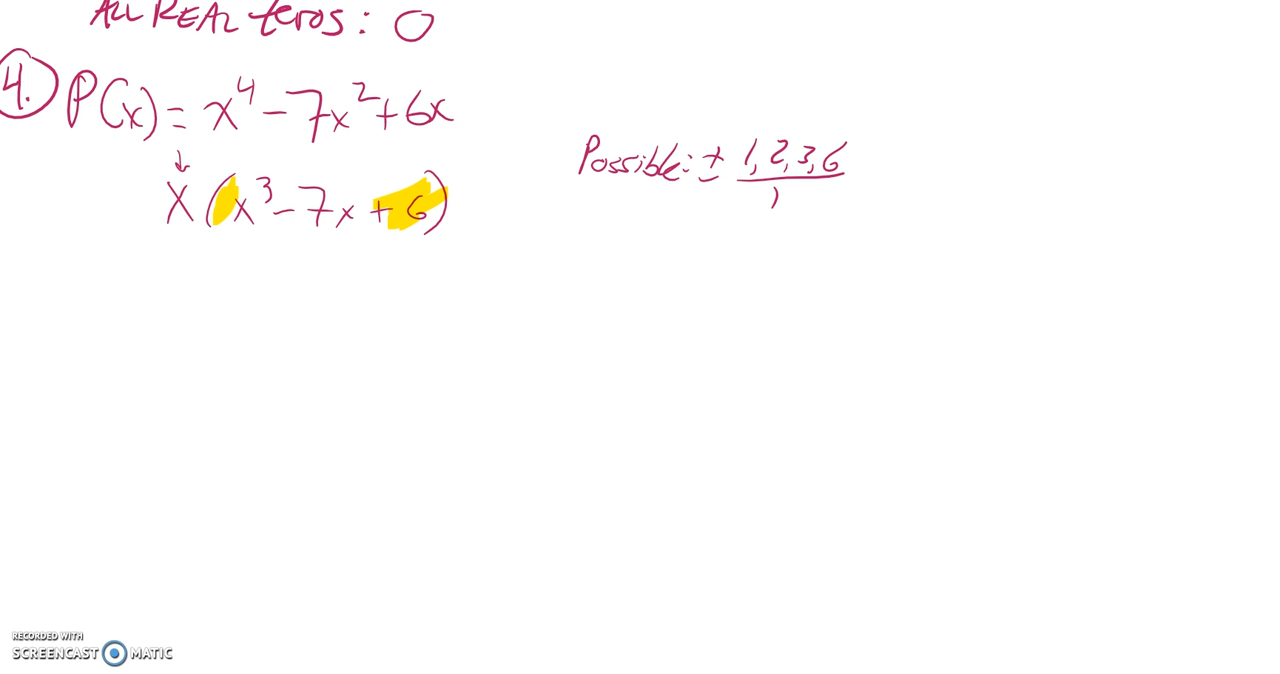 ALL REAL zeros: 0
4. P(x) = x⁴ - 7x² + 6x
↓
x(x³ - 7x + 6)
Possible: ± 1, 2, 3, 6 / 1
RECORDED WITH
SCREENCAST MATIC